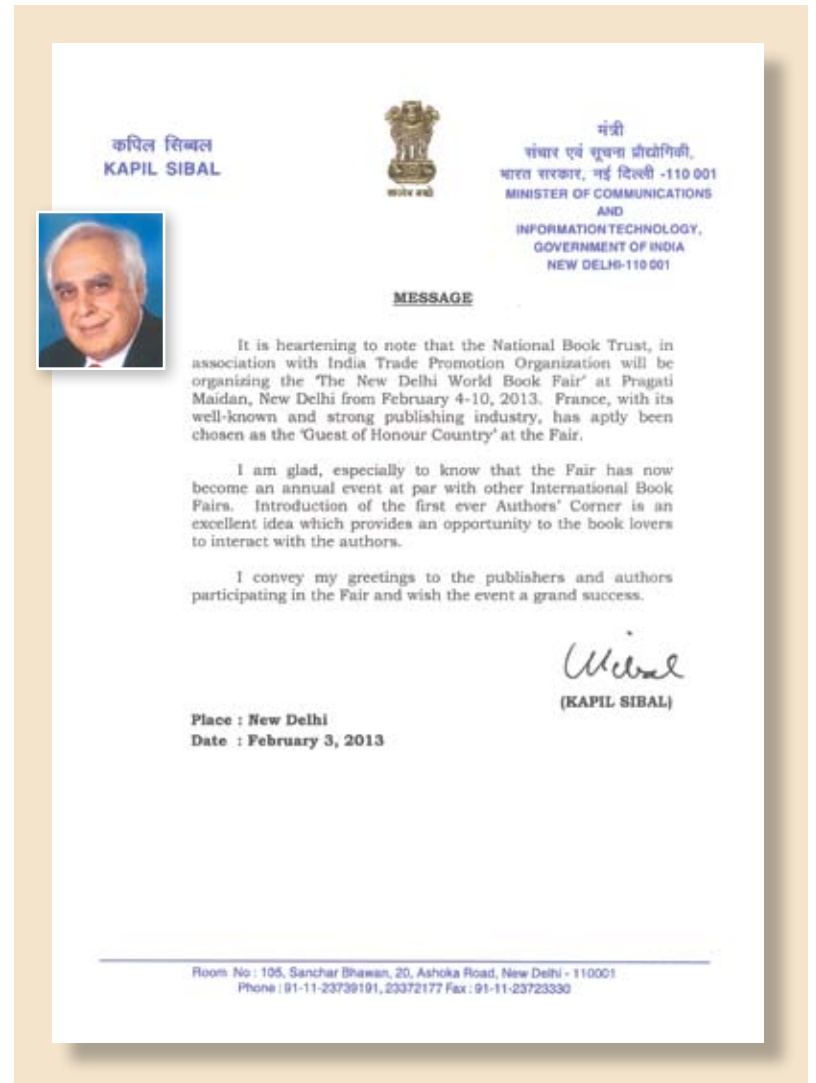 कपिल सिब्बल
KAPIL SIBAL
सत्यमेव जयते
मंत्री
संचार एवं सूचना प्रौद्योगिकी,
भारत सरकार, नई दिल्ली -110 001
MINISTER OF COMMUNICATIONS
AND
INFORMATION TECHNOLOGY,
GOVERNMENT OF INDIA
NEW DELHI-110 001
MESSAGE
It is heartening to note that the National Book Trust, in
association with India Trade Promotion Organization will be
organizing the 'The New Delhi World Book Fair' at Pragati
Maidan, New Delhi from February 4-10, 2013. France, with its
well-known and strong publishing industry, has aptly been
chosen as the 'Guest of Honour Country' at the Fair.
I am glad, especially to know that the Fair has now
become an annual event at par with other International Book
Fairs. Introduction of the first ever Authors' Corner is an
excellent idea which provides an opportunity to the book lovers
to interact with the authors.
I convey my greetings to the publishers and authors
participating in the Fair and wish the event a grand success.
(KAPIL SIBAL)
Place : New Delhi
Date : February 3, 2013
Room No : 105, Sanchar Bhawan, 20, Ashoka Road, New Delhi - 110001
Phone : 91-11-23739191, 23372177 Fax : 91-11-23723330